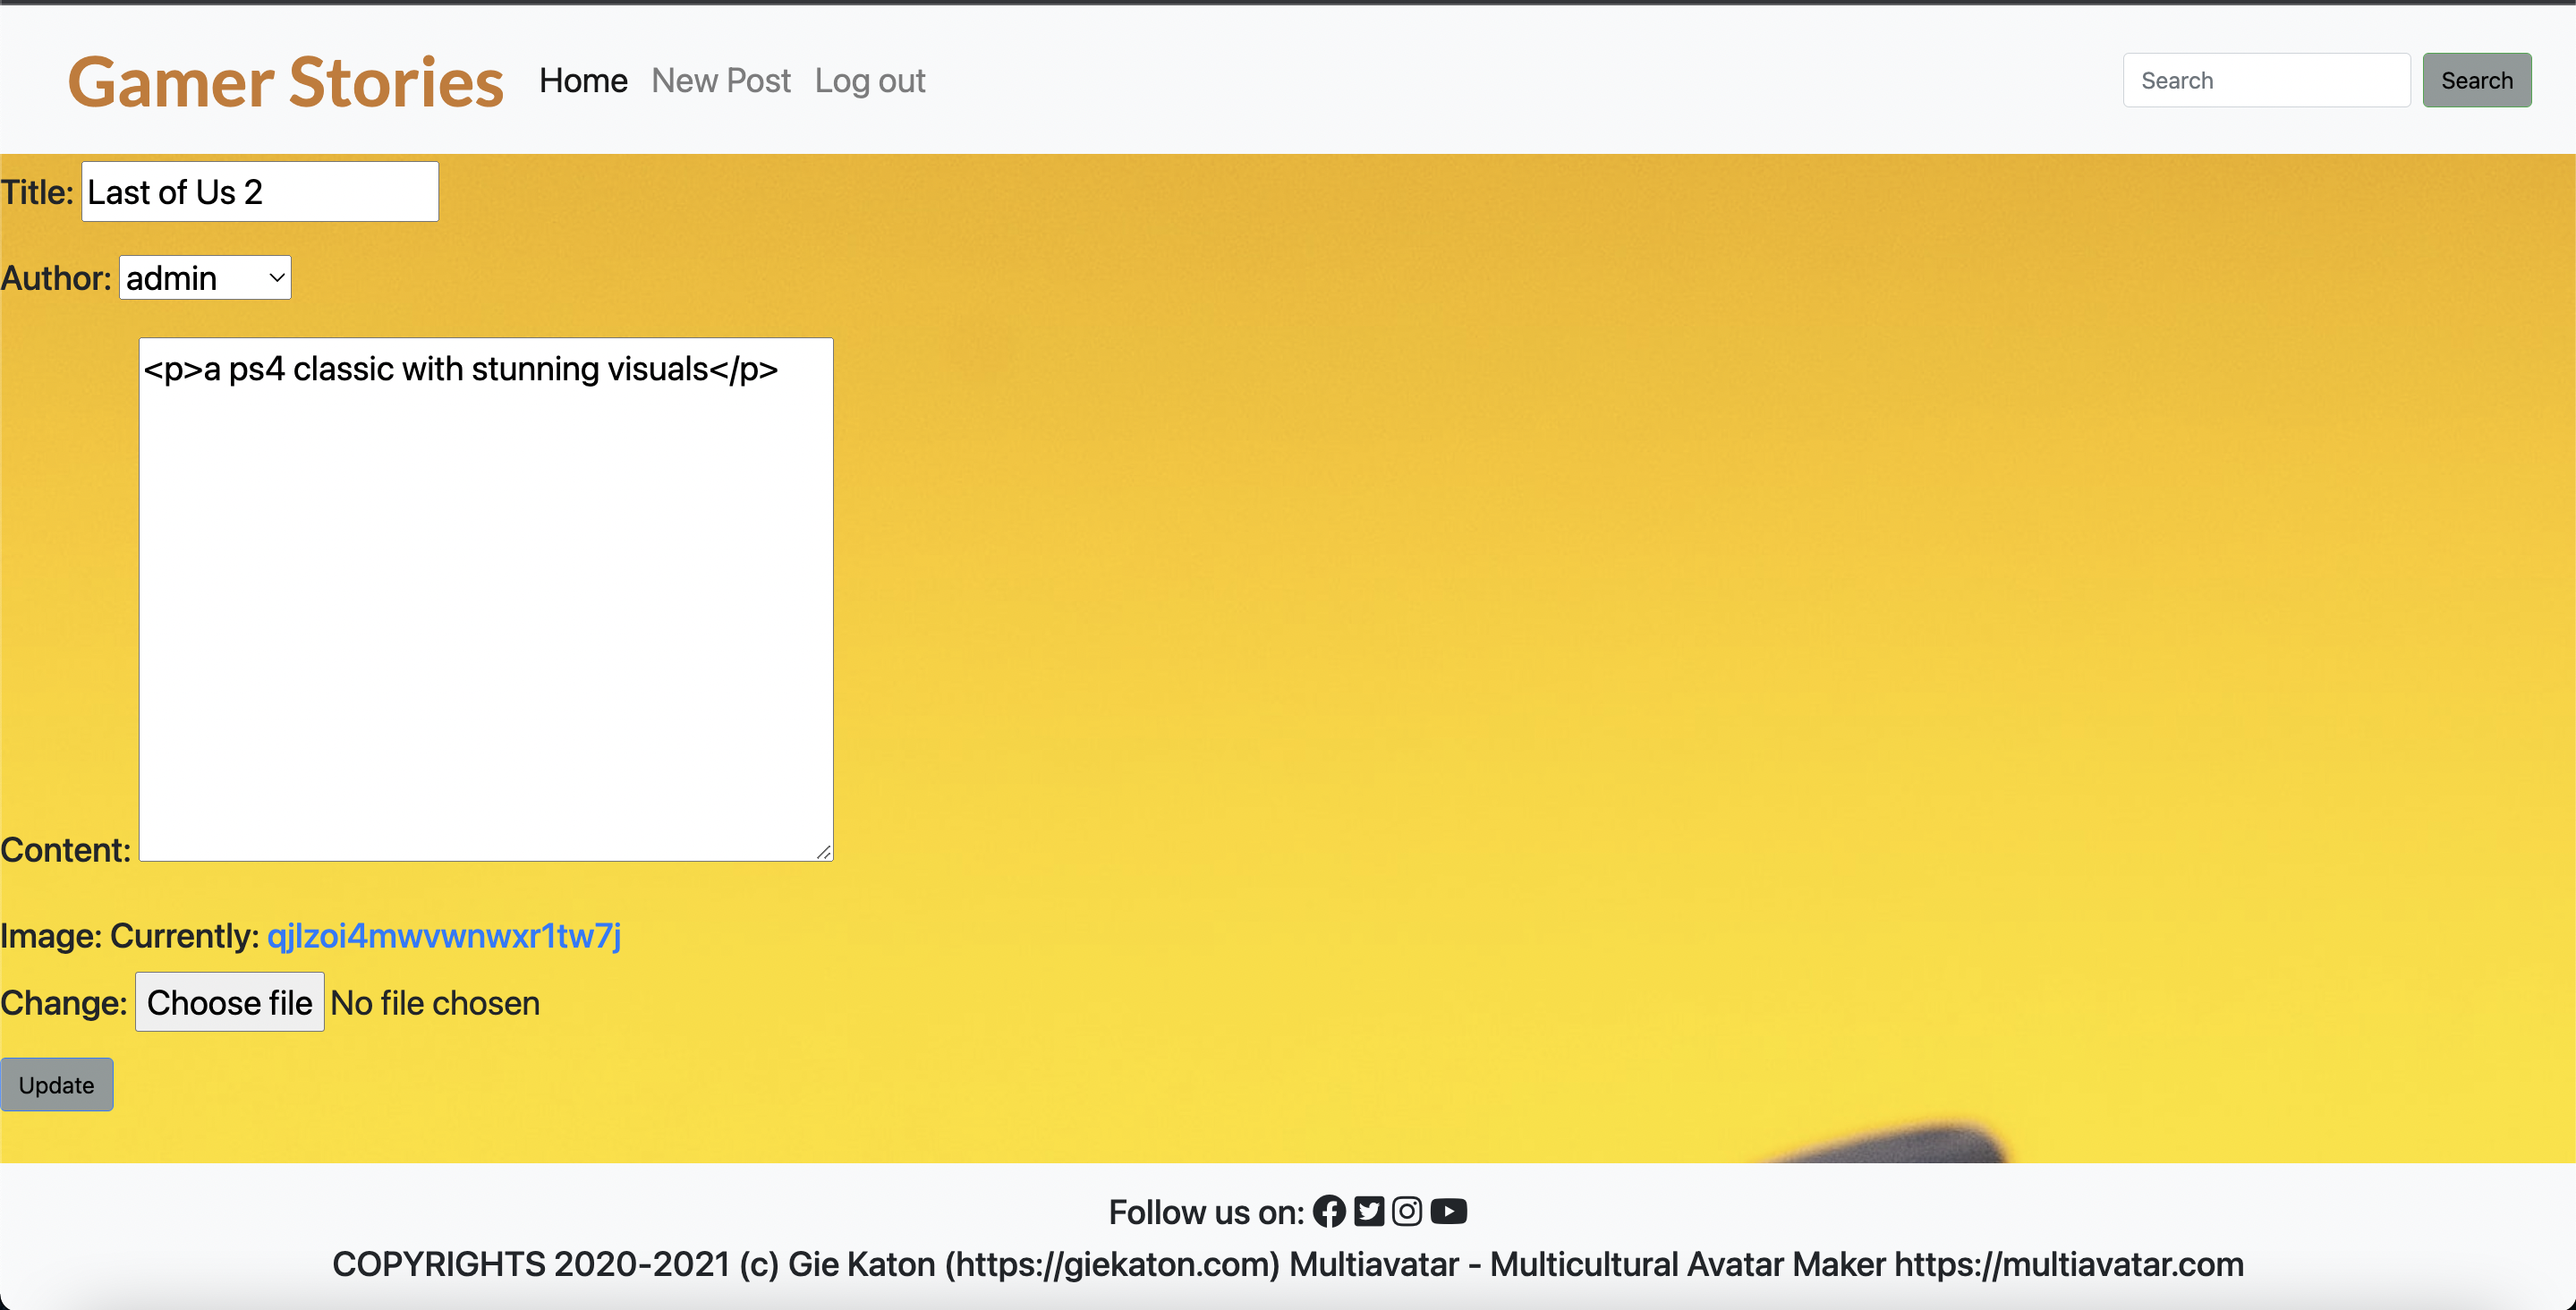 Gamer Stories Home New Post Log out Search Search
Title: Last of Us 2
Author: admin
<p>a ps4 classic with stunning visuals</p>
Content:
Image: Currently: qjlzoi4mwvwnwxr1tw7j
Change: Choose file No file chosen
Update
Follow us on:
COPYRIGHTS 2020-2021 (c) Gie Katon (https://giekaton.com) Multiavatar - Multicultural Avatar Maker https://multiavatar.com